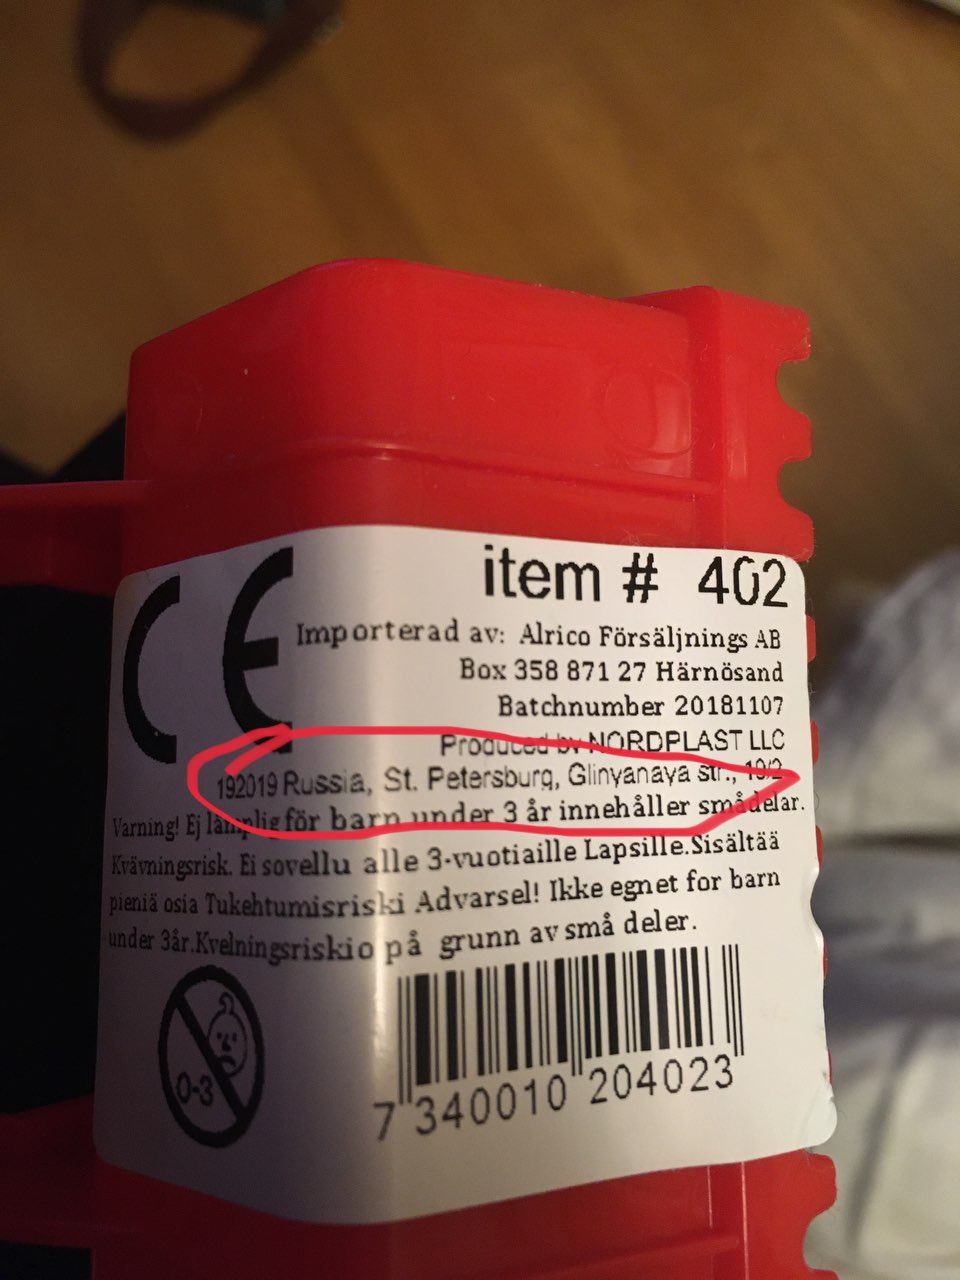 CE
item # 402
Importerad av: Alrico Försäljnings AB
Box 358 871 27 Härnösand
Batchnumber 20181107
Produced by NORDPLAST LLC
192019 Russia, St. Petersburg, Glinyanaya str., 19/2
Varning! Ej lämplig för barn under 3 år innehåller smådelar.
Kvävningsrisk. Ei sovellu alle 3-vuotiaille Lapsille.Sisältää
pieniä osia Tukehtumisriski Advarsel! Ikke egnet for barn
under 3år.Kvelningsriskio på grunn av små deler.
0-3
7 340010 204023